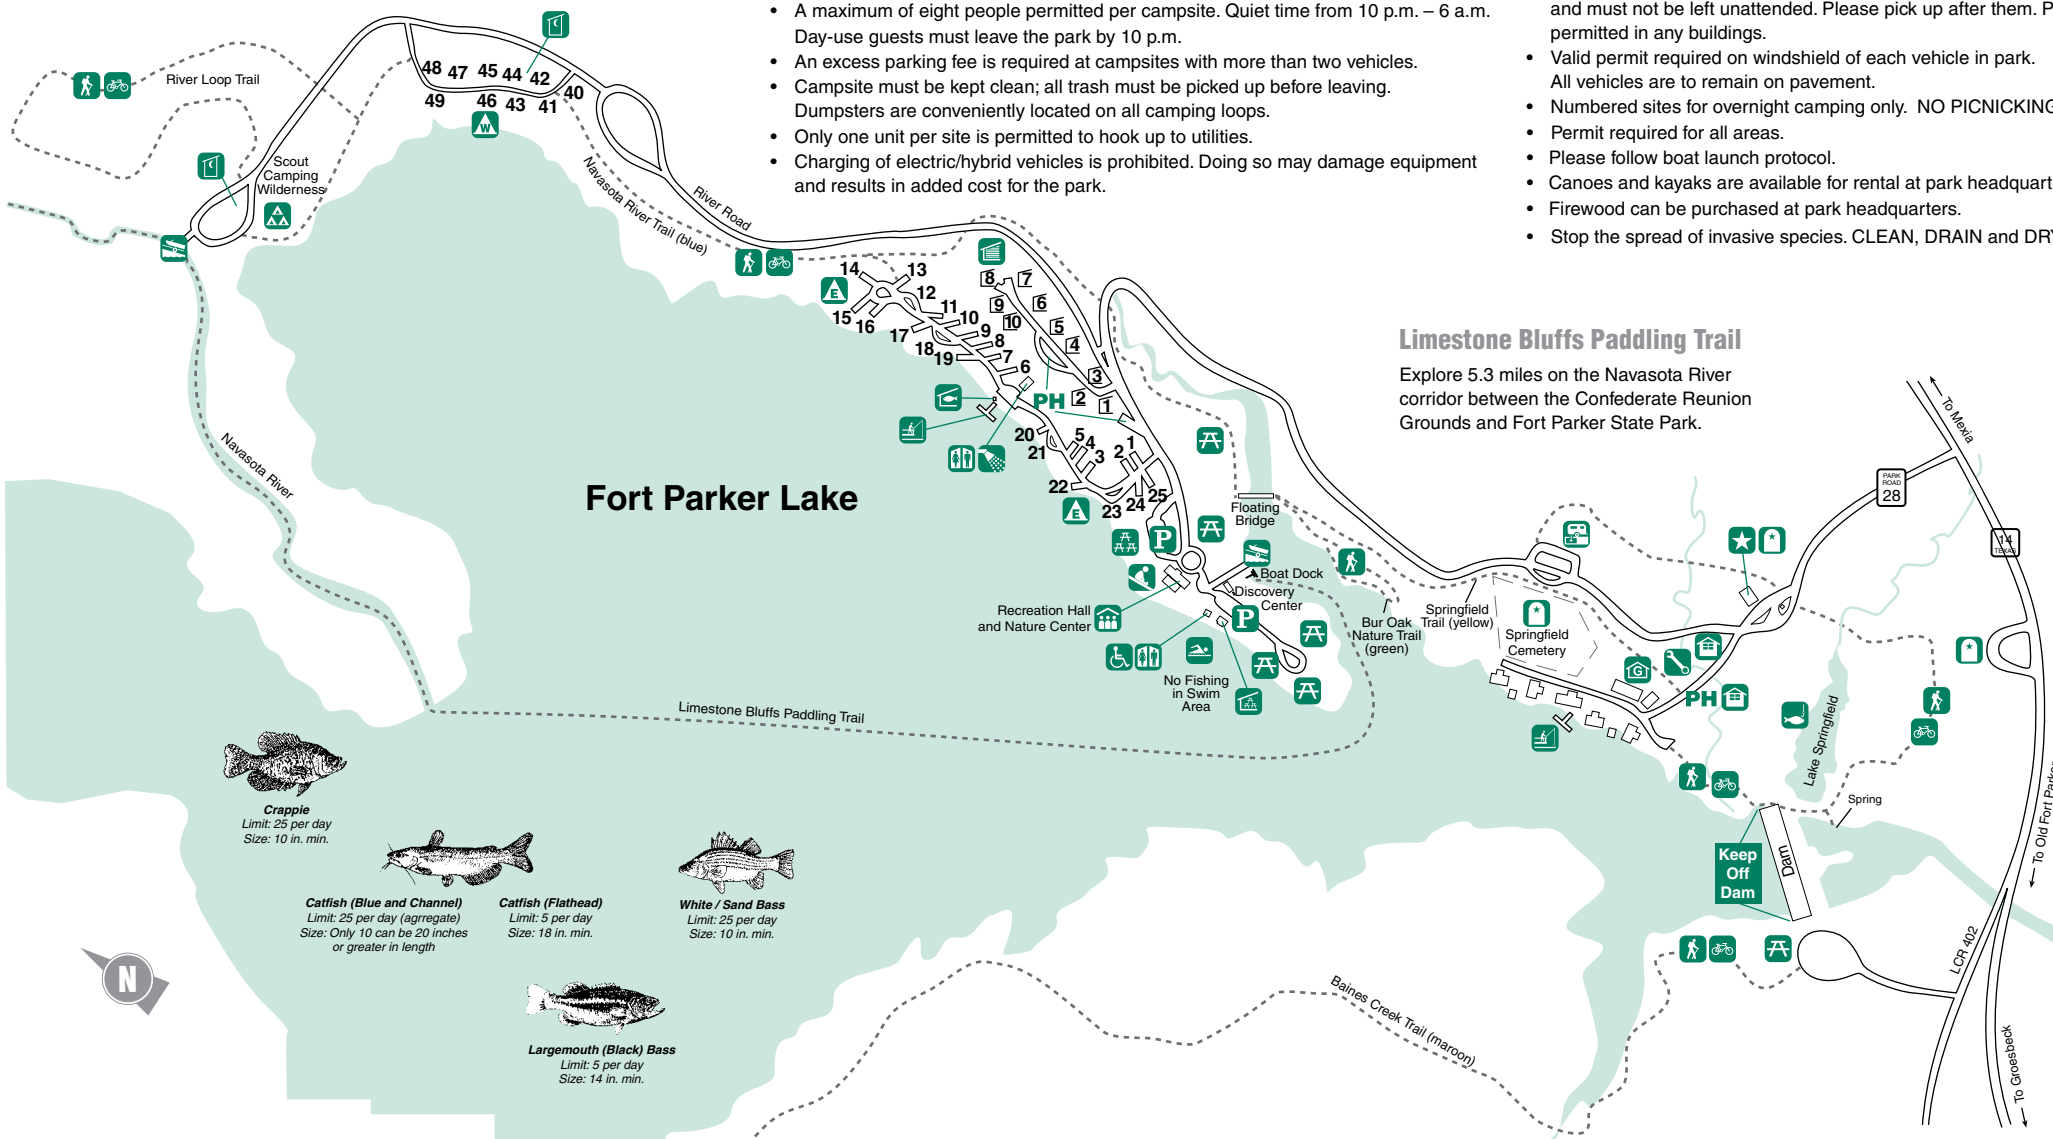 • A maximum of eight people permitted per campsite. Quiet time from 10 p.m. – 6 a.m.
Day-use guests must leave the park by 10 p.m.
• An excess parking fee is required at campsites with more than two vehicles.
• Campsite must be kept clean; all trash must be picked up before leaving.
Dumpsters are conveniently located on all camping loops.
• Only one unit per site is permitted to hook up to utilities.
• Charging of electric/hybrid vehicles is prohibited. Doing so may damage equipment
and results in added cost for the park.
and must not be left unattended. Please pick up after them. P
permitted in any buildings.
• Valid permit required on windshield of each vehicle in park.
All vehicles are to remain on pavement.
• Numbered sites for overnight camping only. NO PICNICKING
• Permit required for all areas.
• Please follow boat launch protocol.
• Canoes and kayaks are available for rental at park headquart
• Firewood can be purchased at park headquarters.
• Stop the spread of invasive species. CLEAN, DRAIN and DRY
Limestone Bluffs Paddling Trail
Explore 5.3 miles on the Navasota River
corridor between the Confederate Reunion
Grounds and Fort Parker State Park.
River Loop Trail
48 47 45 44 42
49 46 43 41 40
W
Scout
Camping
Wilderness
Navasota River Trail (blue)
River Road
14 13
E
12
15 16
11
10
17
9
18
8
19
7
6
8 7
9 6
10 5
4
3
2
1
PH
20
21
5
4
3
2
1
22
E
23 24 25
Navasota River
Fort Parker Lake
P
Floating
Bridge
Boat Dock
Discovery
Center
P
Recreation Hall
and Nature Center
No Fishing
in Swim
Area
Bur Oak
Nature Trail
(green)
Springfield
Trail (yellow)
Springfield
Cemetery
G
PH
PARK
ROAD
28
To Mexia
14
TEXAS
Lake Springfield
Spring
To Old Fort Parker
Limestone Bluffs Paddling Trail
Keep
Off
Dam
Dam
LCR 402
To Groesbeck
Baines Creek Trail (maroon)
Crappie
Limit: 25 per day
Size: 10 in. min.
Catfish (Blue and Channel)
Limit: 25 per day (agrregate)
Size: Only 10 can be 20 inches
or greater in length
Catfish (Flathead)
Limit: 5 per day
Size: 18 in. min.
White / Sand Bass
Limit: 25 per day
Size: 10 in. min.
Largemouth (Black) Bass
Limit: 5 per day
Size: 14 in. min.
N